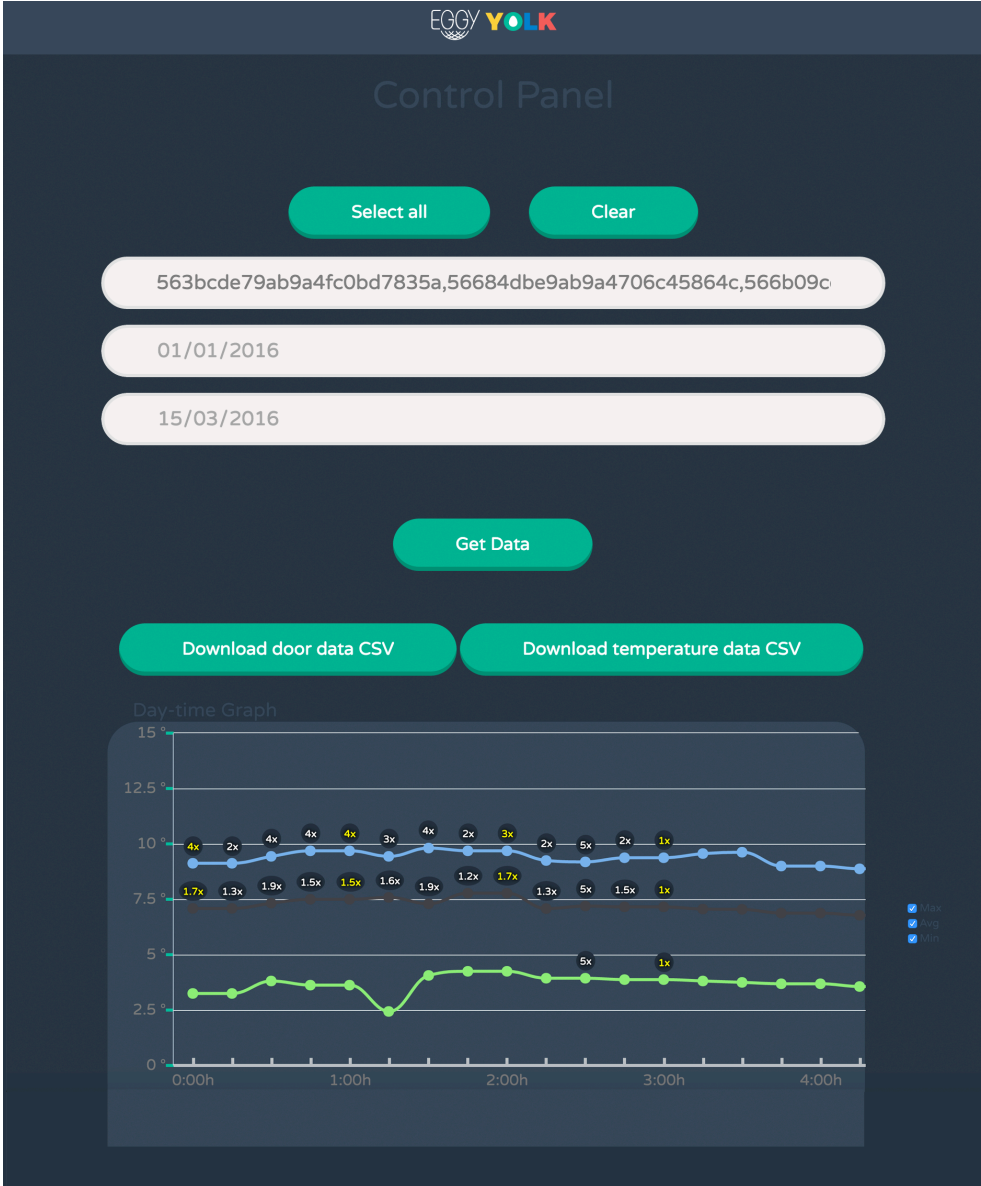 EGGY YOLK
Control Panel
Select all Clear
563bcde79ab9a4fc0bd7835a,56684dbe9ab9a4706c45864c,566b09c
01/01/2016
15/03/2016
Get Data
Download door data CSV Download temperature data CSV
Day-time Graph
15 °
12.5 °
4x 2x 4x 4x 4x 3x 4x 2x 3x 2x 5x 2x 1x
10 °
1.7x 1.3x 1.9x 1.5x 1.5x 1.6x 1.9x 1.2x 1.7x 1.3x 5x 1.5x 1x
7.5 °
Max
Avg
Min
5 °
5x 1x
2.5 °
0 °
0:00h 1:00h 2:00h 3:00h 4:00h